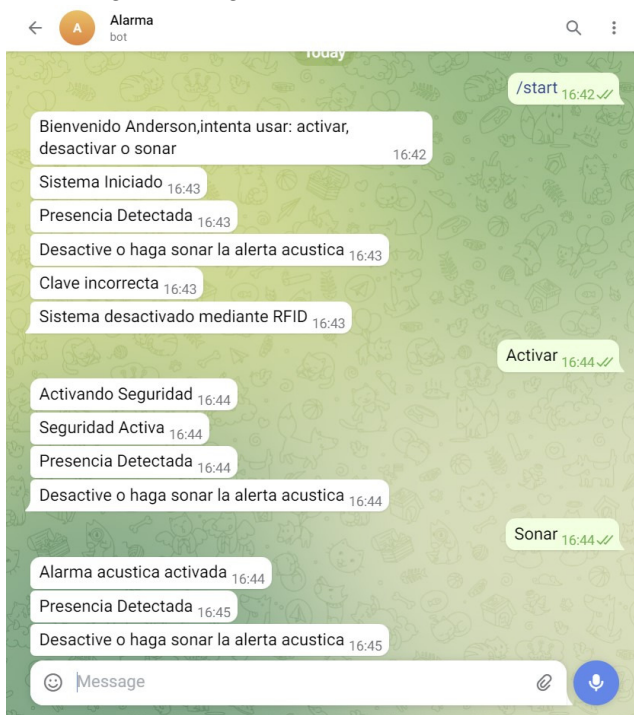 Alarma
A
bot
Today
/start 16:42
Bienvenido Anderson,intenta usar: activar,
desactivar o sonar 16:42
Sistema Iniciado 16:43
Presencia Detectada 16:43
Desactive o haga sonar la alerta acustica 16:43
Clave incorrecta 16:43
Sistema desactivado mediante RFID 16:43
Activar 16:44
Activando Seguridad 16:44
Seguridad Activa 16:44
Presencia Detectada 16:44
Desactive o haga sonar la alerta acustica 16:44
Sonar 16:44
Alarma acustica activada 16:44
Presencia Detectada 16:45
Desactive o haga sonar la alerta acustica 16:45
Message